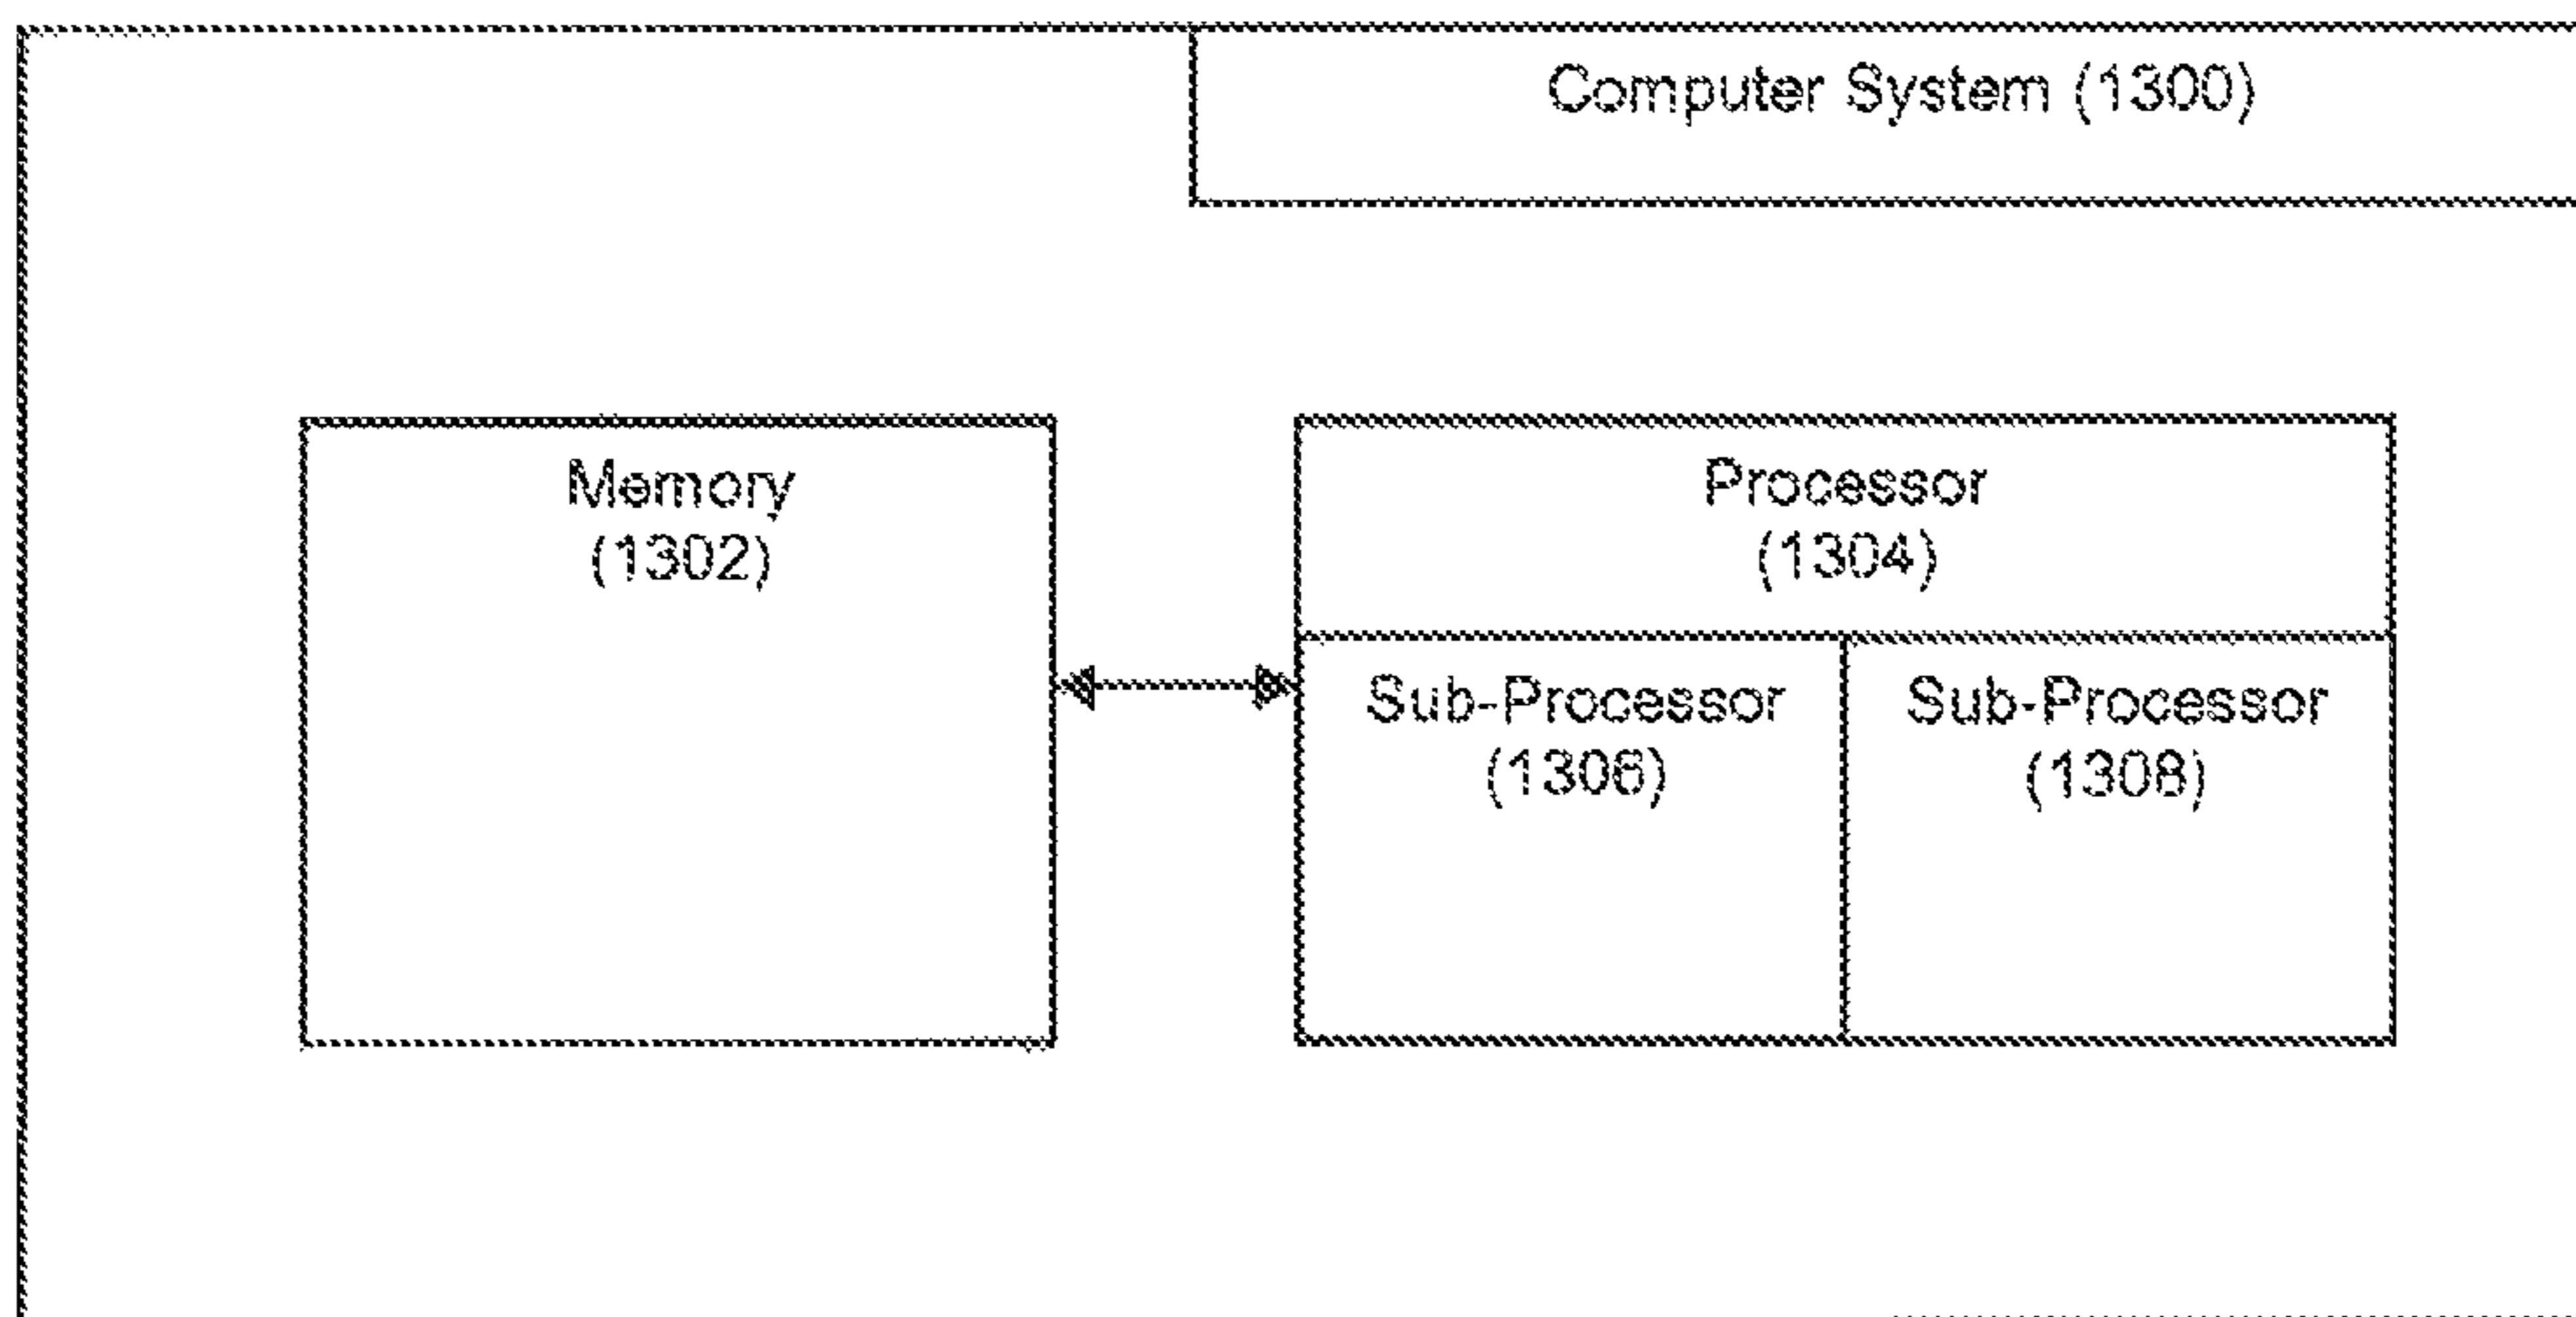 Computer System (1300)
Memory
(1302)
Processor
(1304)
Sub-Processor
(1306)
Sub-Processor
(1308)